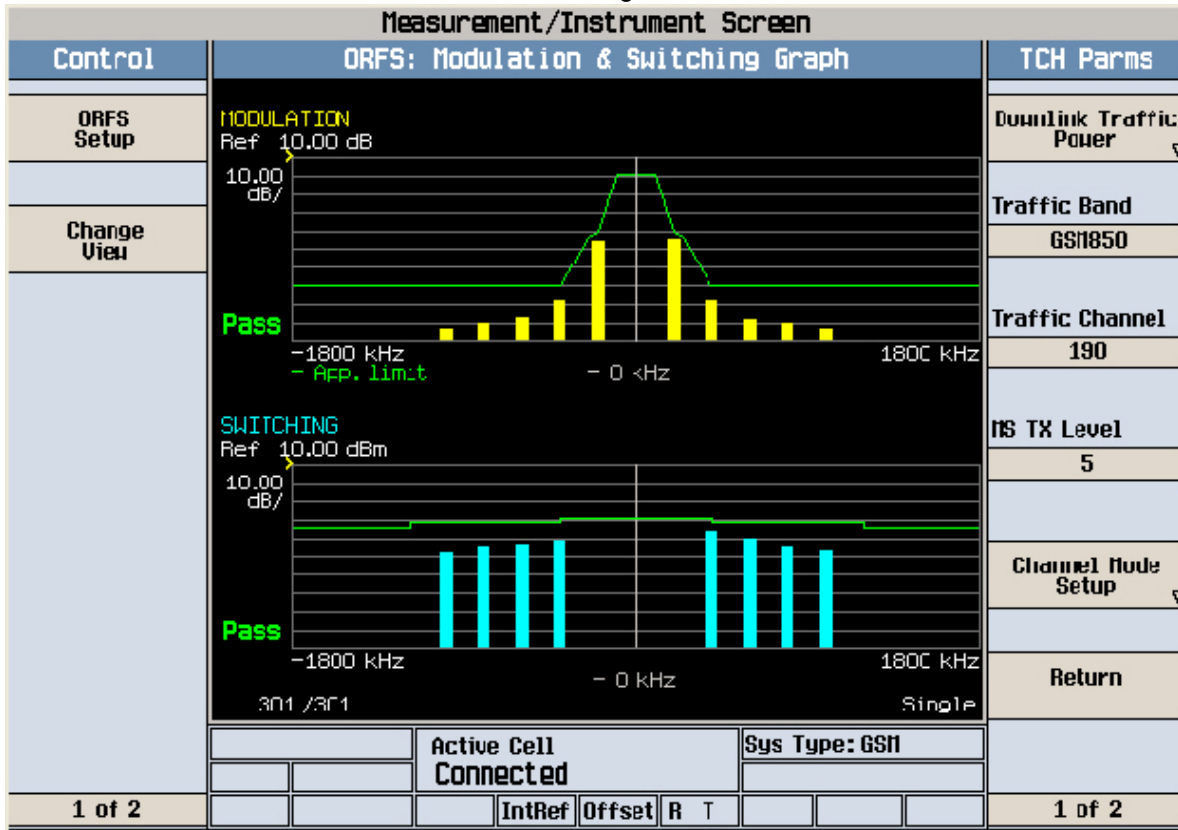 Measurement/Instrument Screen
Control
ORFS: Modulation & Switching Graph
TCH Parms
ORFS
Setup
Change
View
MODULATION
Ref 10.00 dB
10.00
dB/
Pass
-1800 kHz
1800 kHz
- App. limit
- 0 kHz
SWITCHING
Ref 10.00 dBm
10.00
dB/
Pass
-1800 kHz
1800 kHz
- 0 kHz
301/301
Single
Downlink Traffic
Power
Traffic Band
GSM850
Traffic Channel
190
MS TX Level
5
Channel Mode
Setup
Return
Active Cell
Connected
Sys Type: GSM
1 of 2
IntRef
Offset
R T
1 of 2